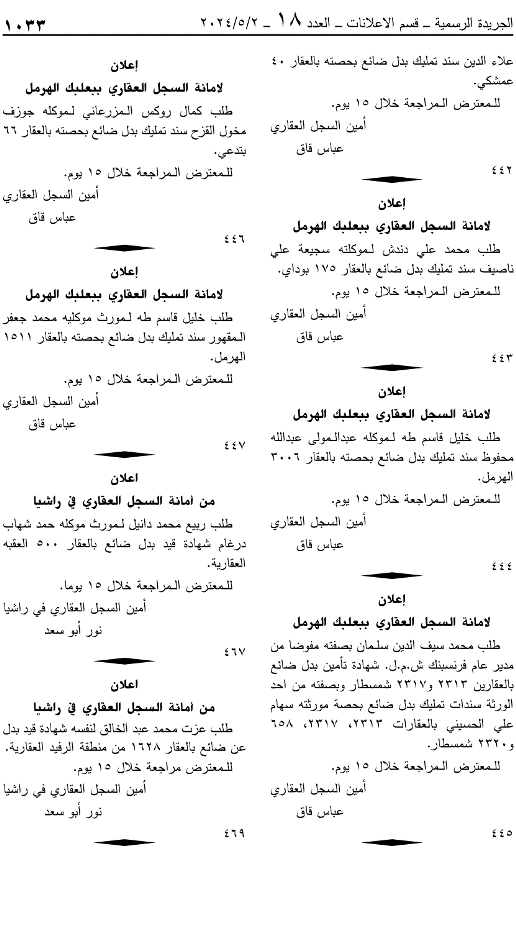 الجريدة الرسمية ـ قسم الاعلانات ـ العدد ١٨ ـ ٢٠٢٤/٥/٢
١٠٣٣
علاء الدين سند تمليك بدل ضائع بحصته بالعقار ٤٠
عمشكي.
للمعترض المراجعة خلال ١٥ يوم.
أمين السجل العقاري
عباس قاق
٤٤٢
إعلان
لامانة السجل العقاري ببعلبك الهرمل
طلب محمد علي دندش لموكلته سجيعة علي
ناصيف سند تمليك بدل ضائع بالعقار ١٧٥ بوداي.
للمعترض المراجعة خلال ١٥ يوم.
أمين السجل العقاري
عباس قاق
٤٤٣
إعلان
لامانة السجل العقاري ببعلبك الهرمل
طلب خليل قاسم طه لموكله عبدالمولى عبدالله
محفوظ سند تمليك بدل ضائع بحصته بالعقار ٣٠٠٦
الهرمل.
للمعترض المراجعة خلال ١٥ يوم.
أمين السجل العقاري
عباس قاق
٤٤٤
إعلان
لامانة السجل العقاري ببعلبك الهرمل
طلب محمد سيف الدين سلمان بصفته مفوضا من
مدير عام فرنسبنك ش.م.ل. شهادة تأمين بدل ضائع
بالعقارين ٢٣١٣ و٢٣١٧ شمسطار وبصفته من احد
الورثة سندات تمليك بدل ضائع بحصة مورثته سهام
علي الحسيني بالعقارات ٢٣١٣، ٢٣١٧، ٦٥٨
و٢٣٢٠ شمسطار.
للمعترض المراجعة خلال ١٥ يوم.
أمين السجل العقاري
عباس قاق
٤٤٥
إعلان
لامانة السجل العقاري ببعلبك الهرمل
طلب كمال روكس المزرعاني لموكله جوزف
مخول القزح سند تمليك بدل ضائع بحصته بالعقار ٦٦
بتدعي.
للمعترض المراجعة خلال ١٥ يوم.
أمين السجل العقاري
عباس قاق
٤٤٦
إعلان
لامانة السجل العقاري ببعلبك الهرمل
طلب خليل قاسم طه لمورث موكليه محمد جعفر
المقهور سند تمليك بدل ضائع بحصته بالعقار ١٥١١
الهرمل.
للمعترض المراجعة خلال ١٥ يوم.
أمين السجل العقاري
عباس قاق
٤٤٧
اعلان
من أمانة السجل العقاري في راشيا
طلب ربيع محمد دانيل لمورث موكله حمد شهاب
درغام شهادة قيد بدل ضائع بالعقار ٥٠٠ العقبه
العقارية.
للمعترض المراجعة خلال ١٥ يوما.
أمين السجل العقاري في راشيا
نور أبو سعد
٤٦٧
اعلان
من أمانة السجل العقاري في راشيا
طلب عزت محمد عبد الخالق لنفسه شهادة قيد بدل
عن ضائع بالعقار ١٦٢٨ من منطقة الرفيد العقارية.
للمعترض مراجعة خلال ١٥ يوم.
أمين السجل العقاري في راشيا
نور أبو سعد
٤٦٩